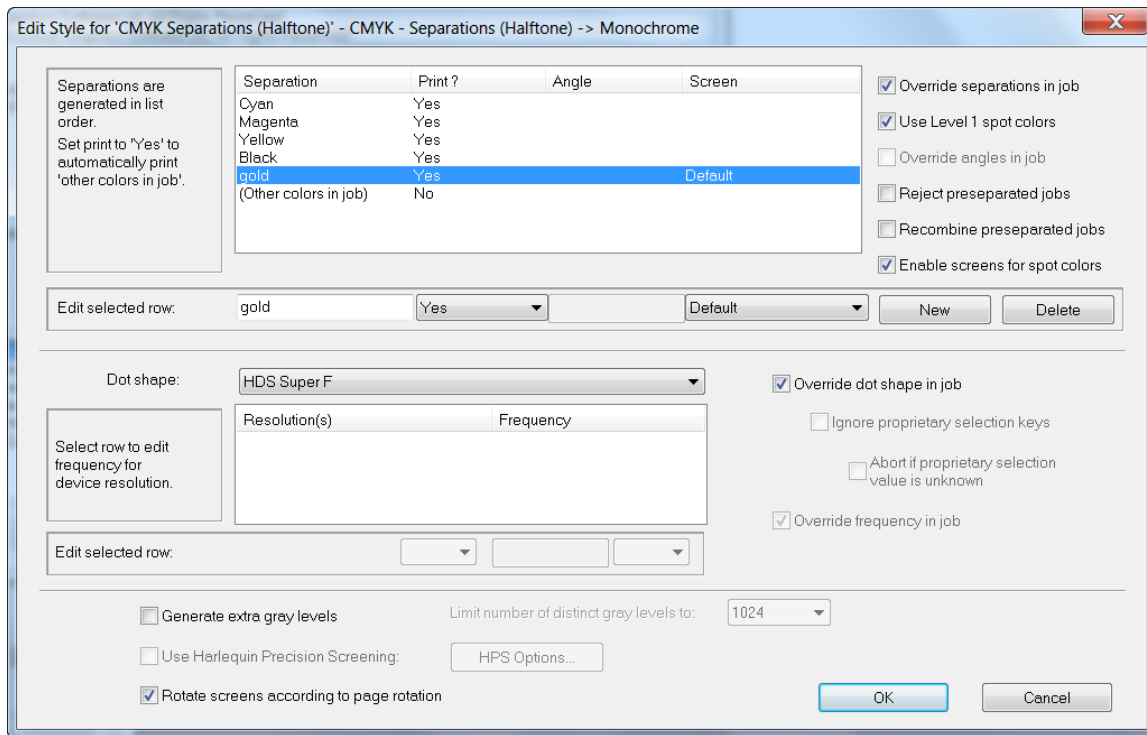 Edit Style for 'CMYK Separations (Halftone)' - CMYK - Separations (Halftone) -> Monochrome
Separations are
generated in list
order.
Set print to 'Yes' to
automatically print
'other colors in job'.
Separation Print? Angle Screen
Cyan Yes
Magenta Yes
Yellow Yes
Black Yes
gold Yes Default
(Other colors in job) No
Override separations in job
Use Level 1 spot colors
Override angles in job
Reject preseparated jobs
Recombine preseparated jobs
Enable screens for spot colors
Edit selected row: gold Yes Default New Delete
Dot shape: HDS Super F
Override dot shape in job
Select row to edit
frequency for
device resolution.
Resolution(s) Frequency
Ignore proprietary selection keys
Abort if proprietary selection
value is unknown
Override frequency in job
Edit selected row:
Generate extra gray levels Limit number of distinct gray levels to: 1024
Use Harlequin Precision Screening: HPS Options...
Rotate screens according to page rotation
OK Cancel